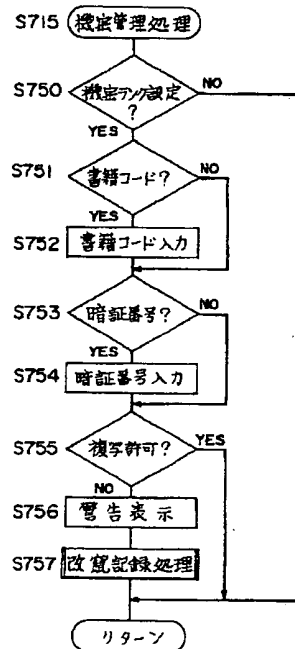 S715 機密管理処理
S750 機密ランク設定 NO
?
YES
S751 書籍コード? NO
YES
S752 書籍コード入力
S753 暗証番号? NO
YES
S754 暗証番号入力
S755 複写許可? YES
NO
S756 警告表示
S757 改竄記録処理
リターン